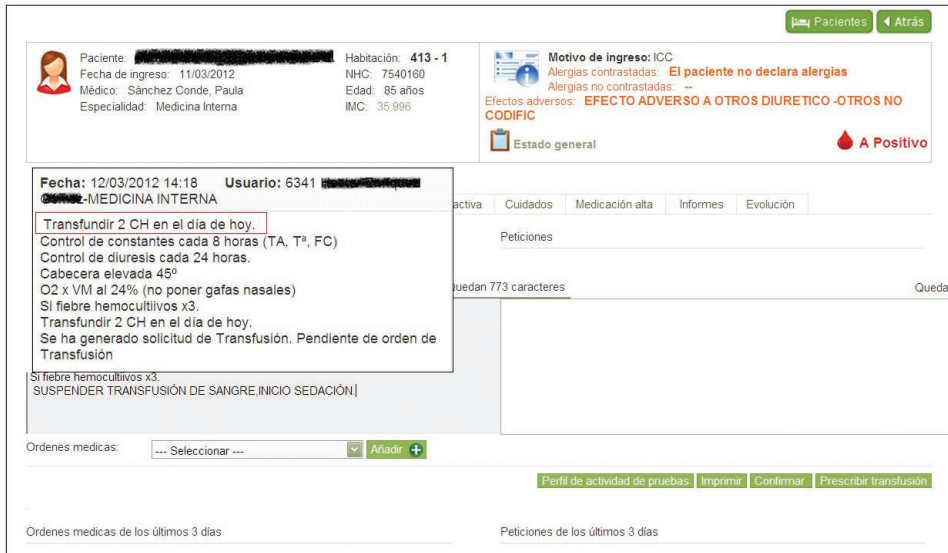 Pacientes
Atrás
Paciente:
Habitación: 413 - 1
Fecha de ingreso: 11/03/2012
NHC: 7540160
Médico: Sánchez Conde, Paula
Edad: 85 años
Especialidad: Medicina Interna
IMC: 35.996
Motivo de ingreso: ICC
Alergias contrastadas: El paciente no declara alergias
Alergias no contrastadas: --
Efectos adversos: EFECTO ADVERSO A OTROS DIURETICO -OTROS NO
CODIFIC
Estado general
A Positivo
Fecha: 12/03/2012 14:18 Usuario: 6341
-MEDICINA INTERNA
Transfundir 2 CH en el día de hoy.
Control de constantes cada 8 horas (TA, Tª, FC)
Control de diuresis cada 24 horas.
Cabecera elevada 45º
O2 x VM al 24% (no poner gafas nasales)
Si fiebre hemocultiivos x3.
Transfundir 2 CH en el día de hoy.
Se ha generado solicitud de Transfusión. Pendiente de orden de
Transfusión
activa
Cuidados
Medicación alta
Informes
Evolución
Peticiones
Quedan 773 caracteres
Queda
Si fiebre hemocultiivos x3.
SUSPENDER TRANSFUSIÓN DE SANGRE,INICIO SEDACIÓN.
Ordenes medicas:
--- Seleccionar ---
Añadir
Perfil de actividad de pruebas
Imprimir
Confirmar
Prescribir transfusión
Ordenes medicas de los últimos 3 días
Peticiones de los últimos 3 días